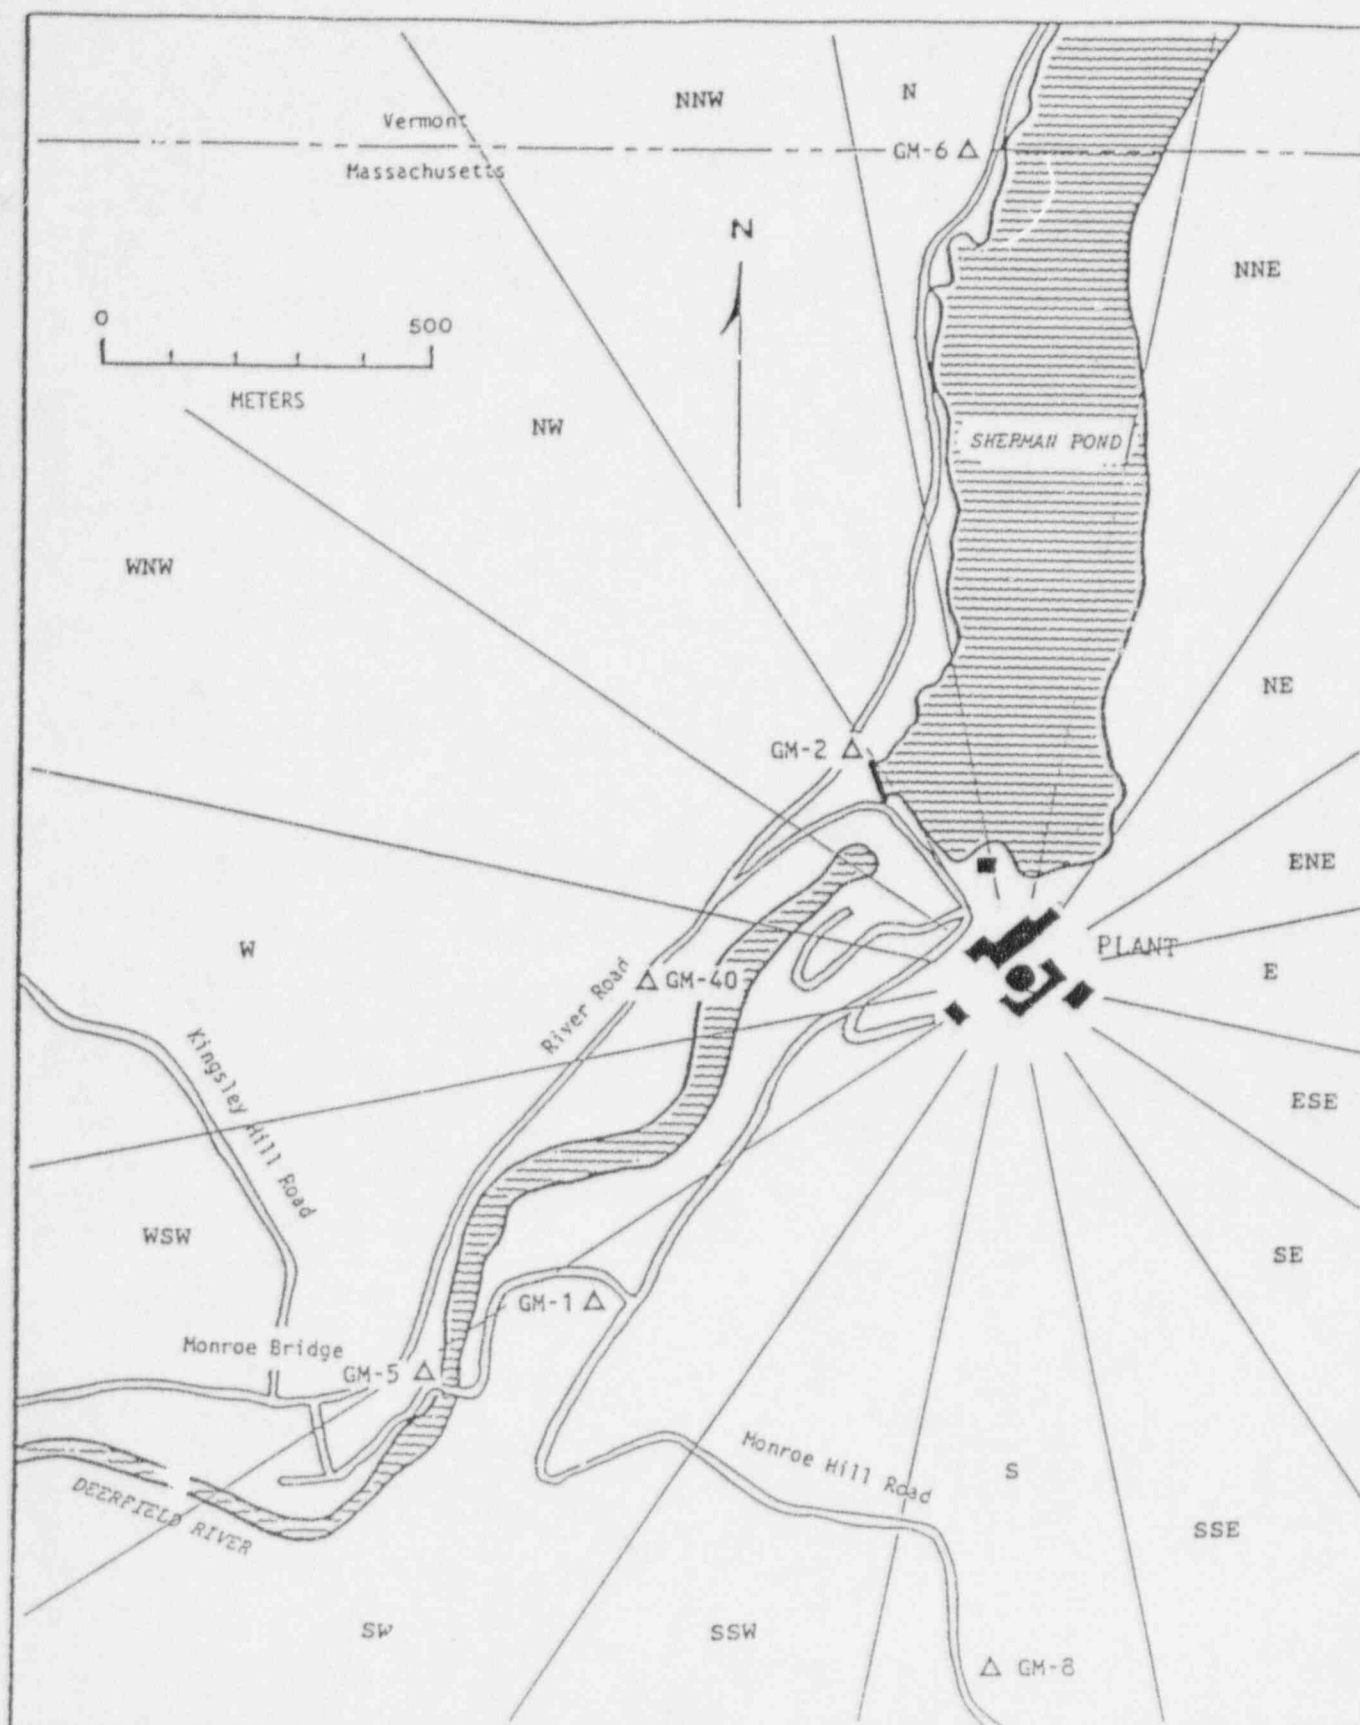 NNW
N
Vermont
GM-6
Massachusetts
N
NNE
0
500
METERS
NW
SHERMAN POND
WNW
NE
GM-2
ENE
W
PLANT
E
GM-40
River Road
Kingsley Hill Road
ESE
WSW
SE
GM-1
Monroe Bridge
GM-5
Monroe Hill Road
S
DEERFIELD RIVER
SSE
SW
SSW
GM-8